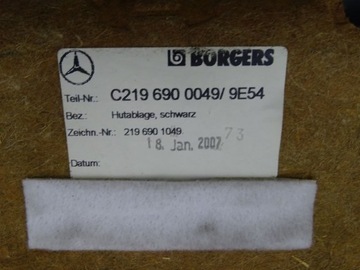 BORGERS
Teil-Nr.: C219 690 0049/ 9E54
Bez.: Hutablage, schwarz
Zeichn.-Nr.: 219 690 1049
73
18. Jan. 2007
Datum: